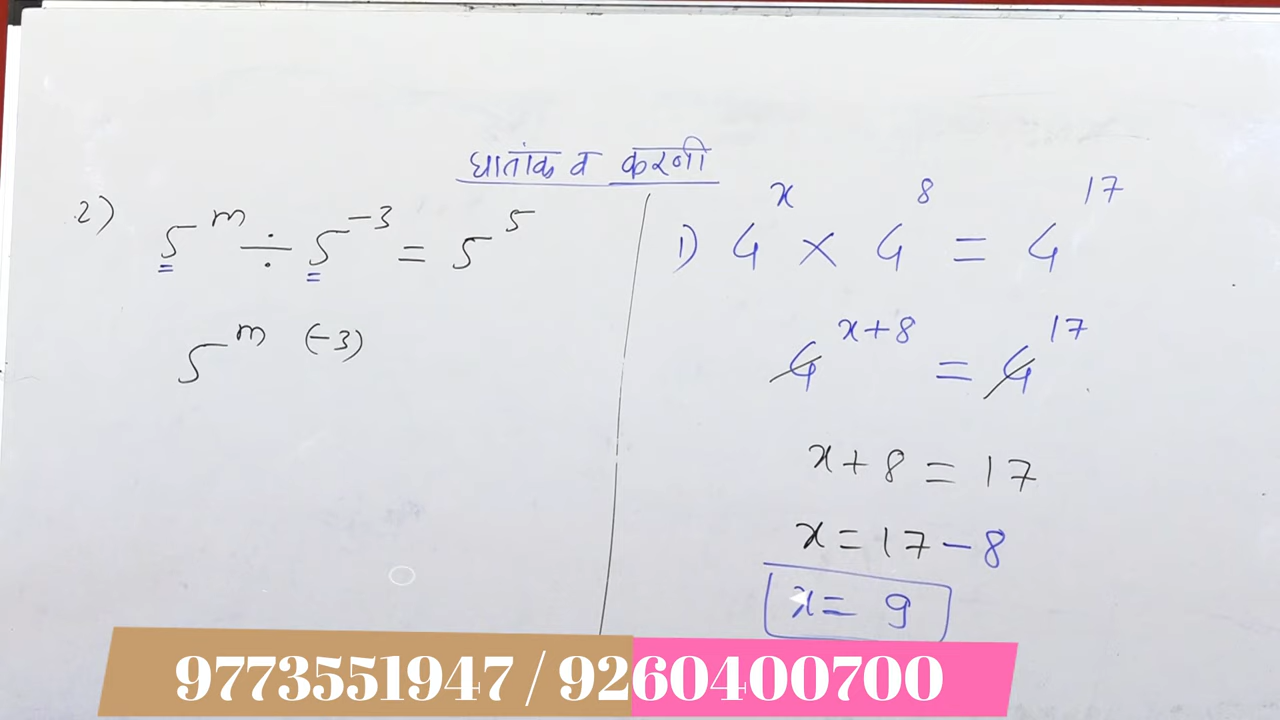 घातांक व करनी
2) 5^m ÷ 5^-3 = 5^5
5^m (-3)
1) 4^x × 4^8 = 4^17
4^x+8 = 4^17
x+8 = 17
x = 17 - 8
x = 9
9773551947 / 9260400700